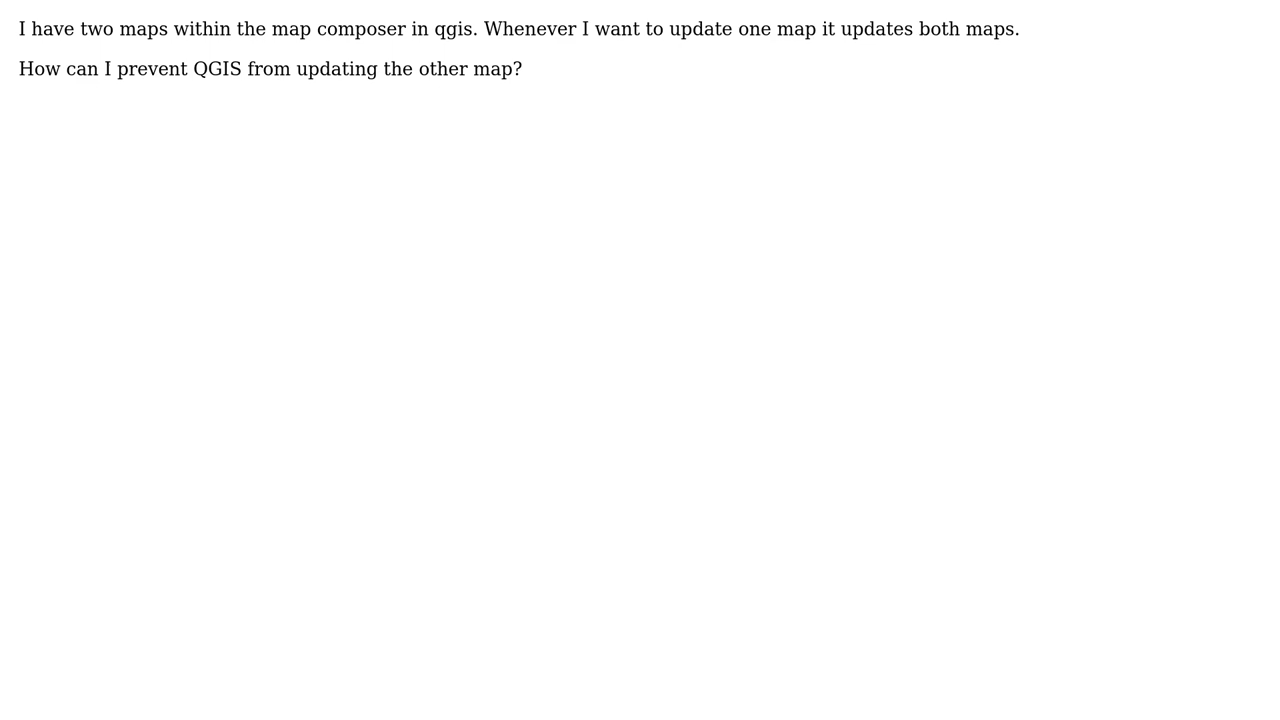 I have two maps within the map composer in qgis. Whenever I want to update one map it updates both maps.
How can I prevent QGIS from updating the other map?